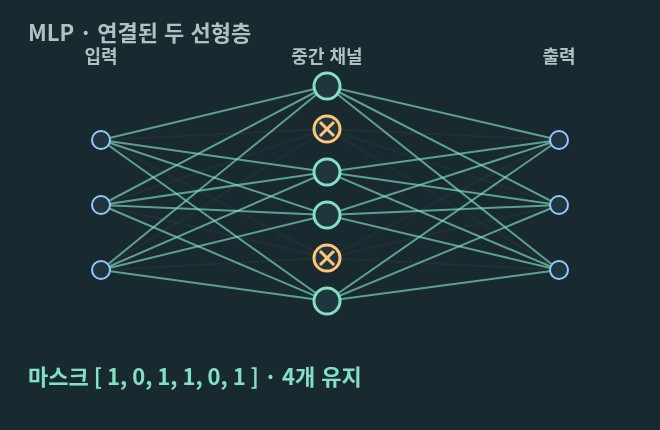 MLP · 연결된 두 선형층
입력 중간 채널 출력
마스크 [ 1, 0, 1, 1, 0, 1 ] · 4개 유지